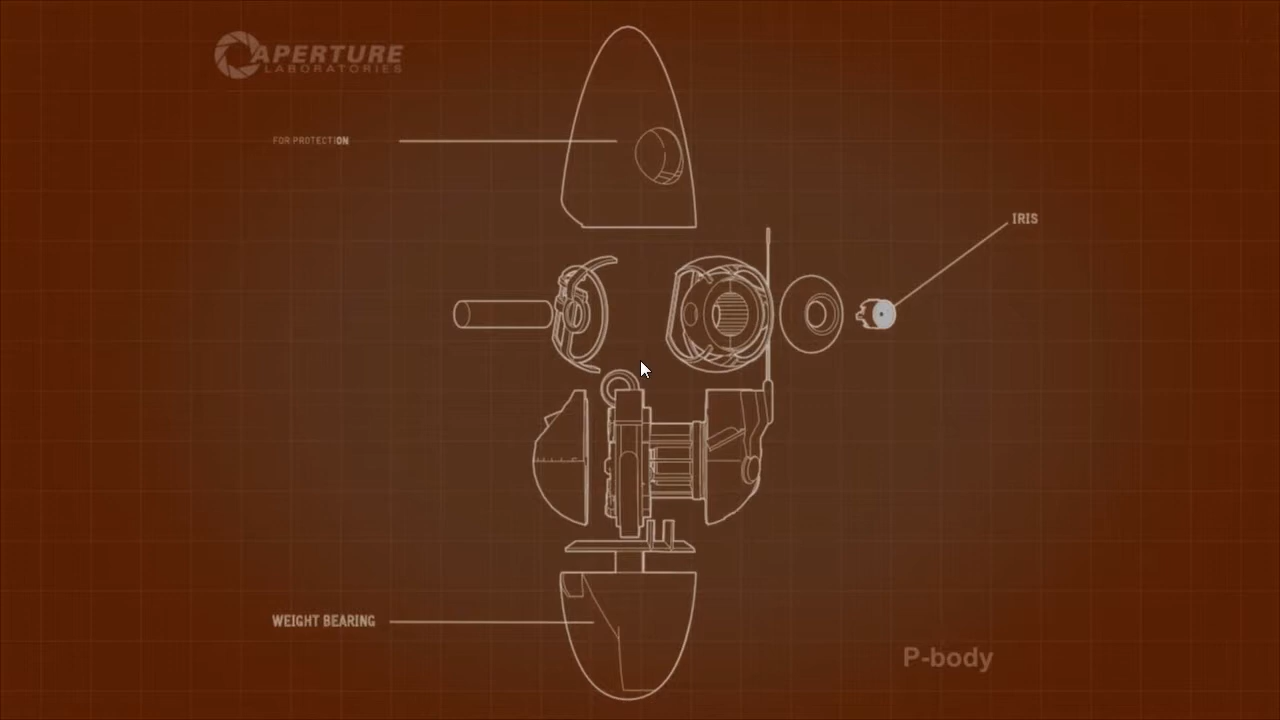 APERTURE
LABORATORIES
FOR PROTECTION
IRIS
WEIGHT BEARING
P-body